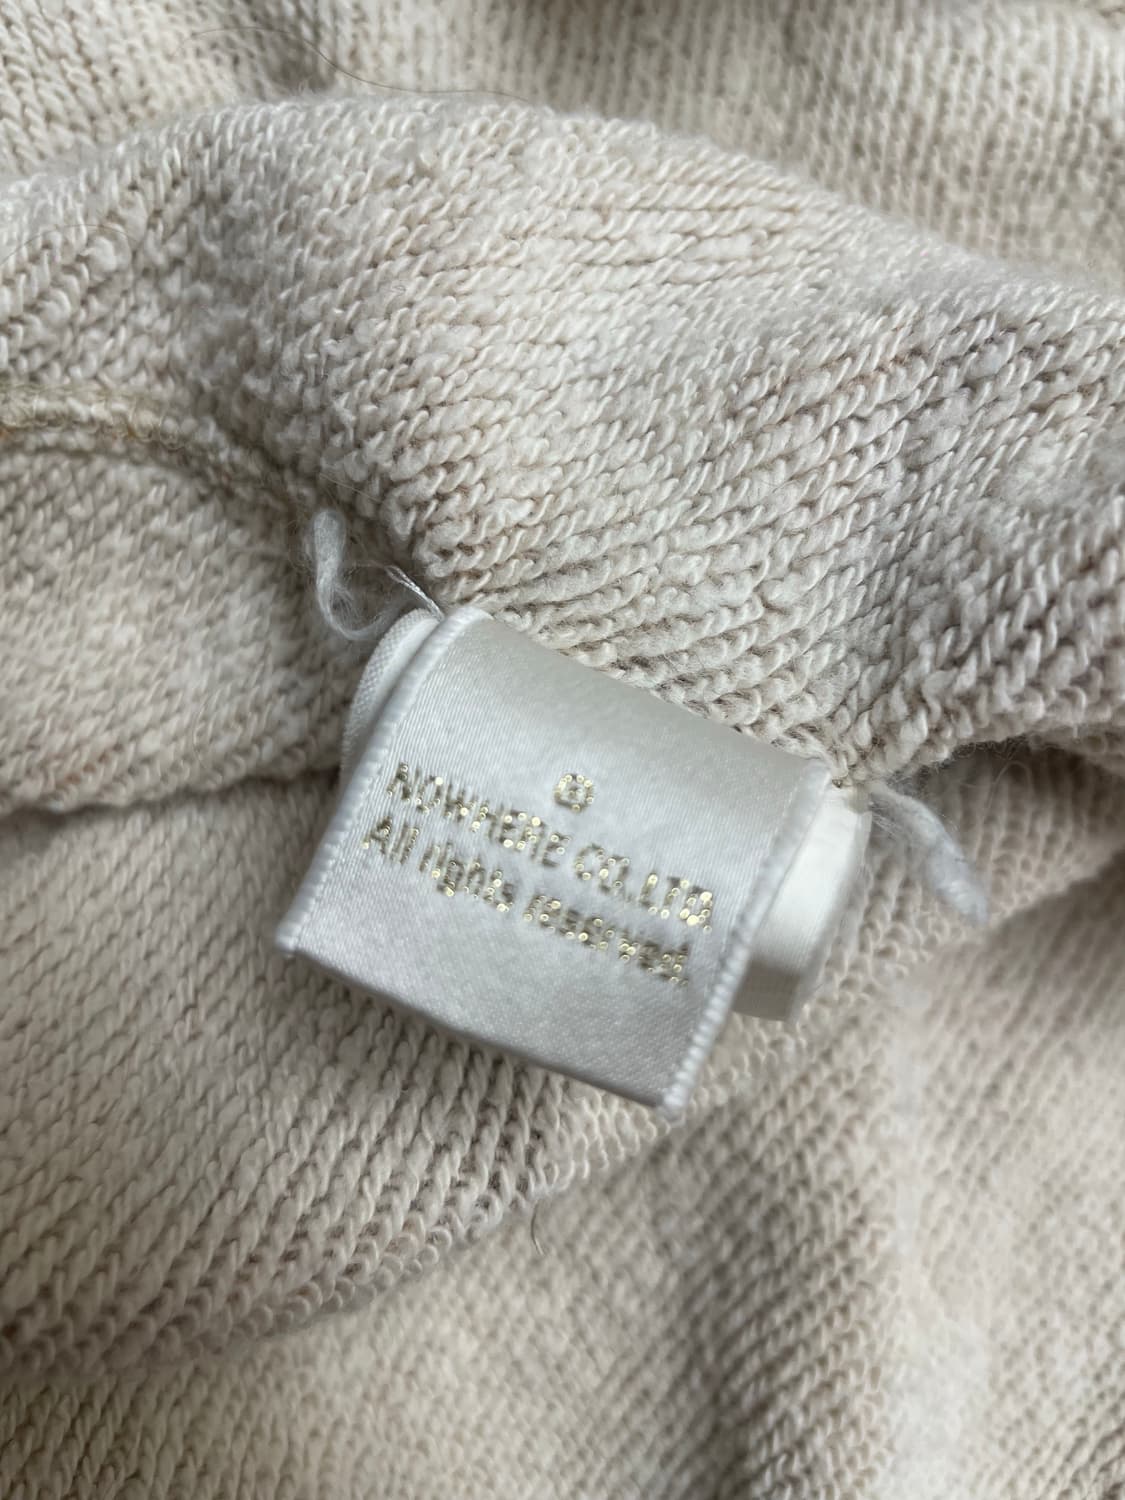 ©
NOWHERE CO.,LTD.
All rights reserved.